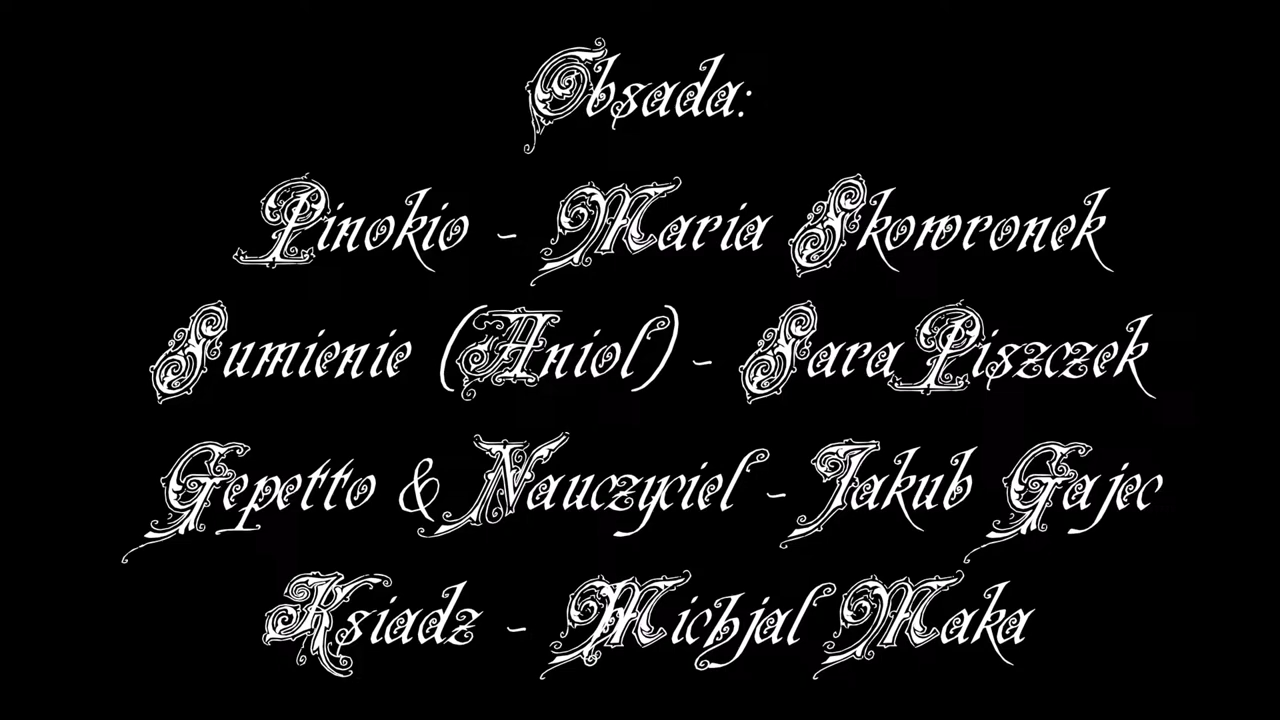 Obsada:
Pinokio - Maria Skowronek
Sumienie (Aniol) - Sara Piszczek
Gepetto & Nauczyciel - Jakub Gajec
Ksiadz - Michjal Maka